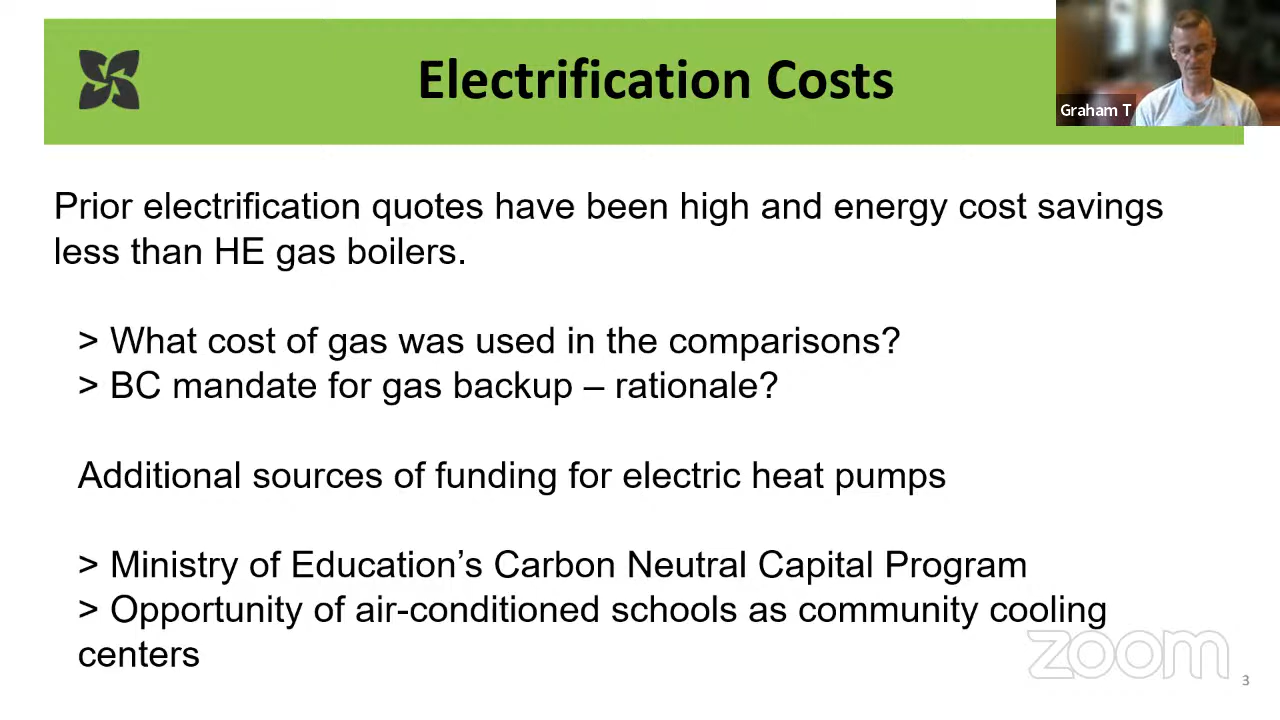 Electrification Costs
Graham T
Prior electrification quotes have been high and energy cost savings
less than HE gas boilers.
> What cost of gas was used in the comparisons?
> BC mandate for gas backup – rationale?
Additional sources of funding for electric heat pumps
> Ministry of Education’s Carbon Neutral Capital Program
> Opportunity of air-conditioned schools as community cooling
centers
zoom
3